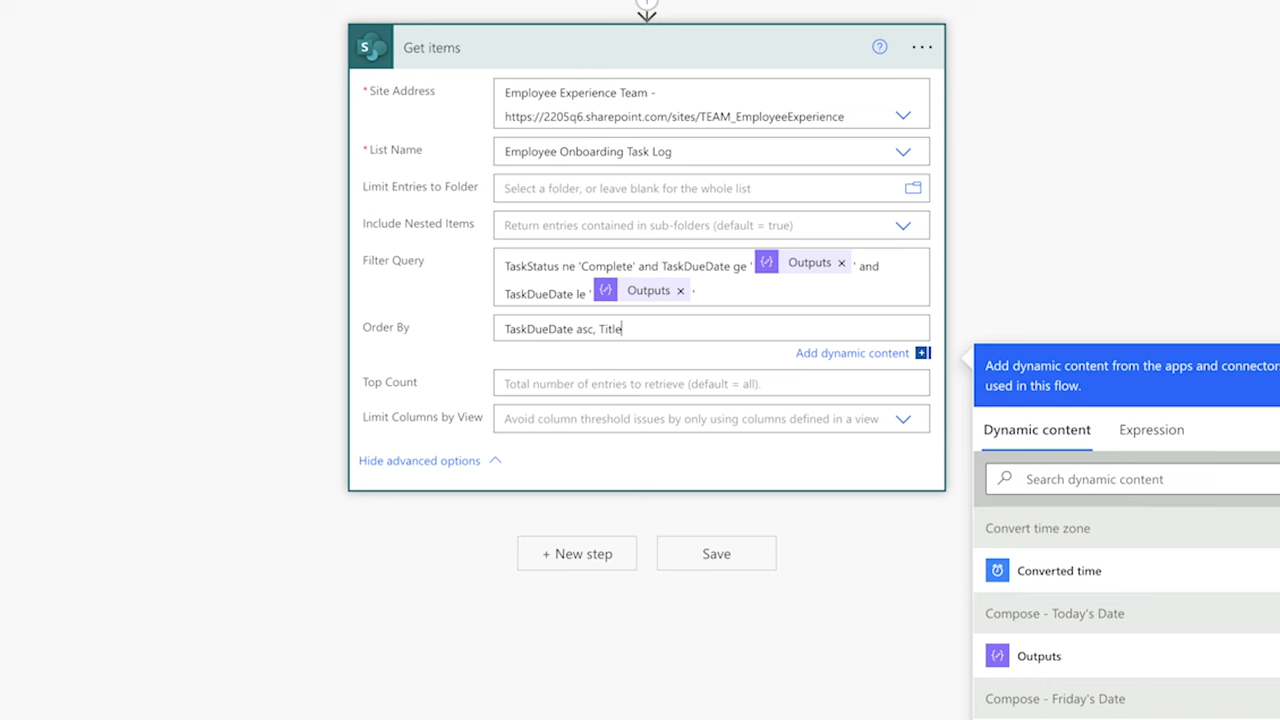 Get items
* Site Address
Employee Experience Team -
https://2205q6.sharepoint.com/sites/TEAM_EmployeeExperience
* List Name
Employee Onboarding Task Log
Limit Entries to Folder
Select a folder, or leave blank for the whole list
Include Nested Items
Return entries contained in sub-folders (default = true)
Filter Query
TaskStatus ne 'Complete' and TaskDueDate ge ' Outputs × ' and
TaskDueDate le ' Outputs × '
Order By
TaskDueDate asc, Title
Add dynamic content
Top Count
Total number of entries to retrieve (default = all).
Limit Columns by View
Avoid column threshold issues by only using columns defined in a view
Hide advanced options
+ New step
Save
Add dynamic content from the apps and connectors
used in this flow.
Dynamic content
Expression
Search dynamic content
Convert time zone
Converted time
Compose - Today's Date
Outputs
Compose - Friday's Date